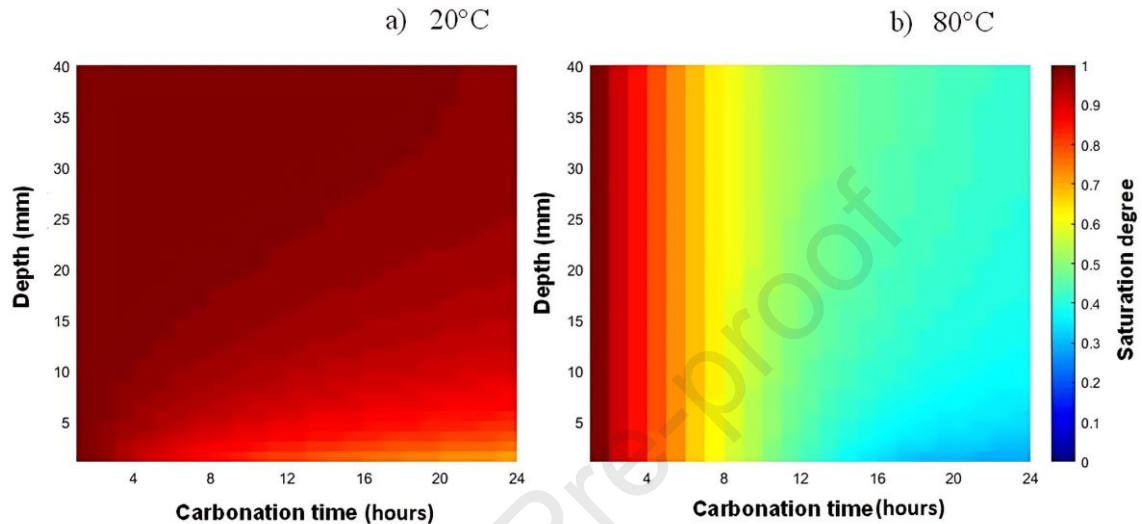 a) 20°C
b) 80°C
40
35
30
25
20
15
10
5
Depth (mm)
4 8 12 16 20 24
Carbonation time (hours)
40
35
30
25
20
15
10
5
Depth (mm)
4 8 12 16 20 24
Carbonation time (hours)
1
0.9
0.8
0.7
0.6
0.5
0.4
0.3
0.2
0.1
0
Saturation degree
Pre-proof